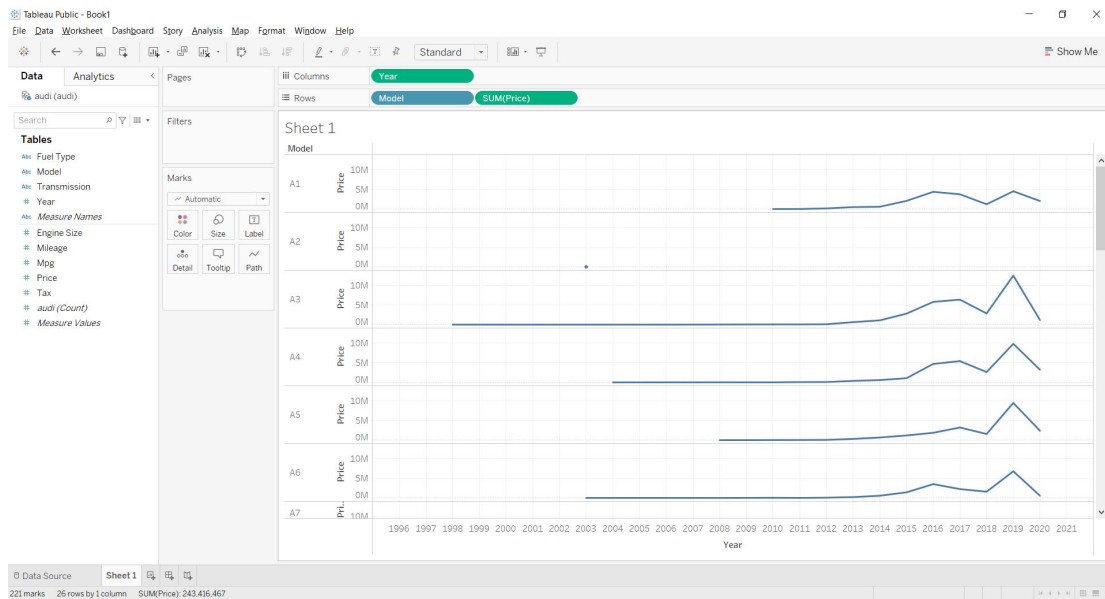 Tableau Public - Book1
File Data Worksheet Dashboard Story Analysis Map Format Window Help
Standard
Show Me
Data Analytics
audi (audi)
Search
Tables
Abc Fuel Type
Abc Model
Abc Transmission
# Year
Abc Measure Names
# Engine Size
# Mileage
# Mpg
# Price
# Tax
# audi (Count)
# Measure Values
Pages
Filters
Marks
Automatic
Color Size Label
Detail Tooltip Path
Columns Year
Rows Model SUM(Price)
Sheet 1
Model
A1 Price 10M 5M 0M
A2 Price 10M 5M 0M
A3 Price 10M 5M 0M
A4 Price 10M 5M 0M
A5 Price 10M 5M 0M
A6 Price 10M 5M 0M
A7 Pri.. 10M
1996 1997 1998 1999 2000 2001 2002 2003 2004 2005 2006 2007 2008 2009 2010 2011 2012 2013 2014 2015 2016 2017 2018 2019 2020 2021
Year
Data Source Sheet 1
221 marks 26 rows by 1 column SUM(Price): 243,416,467